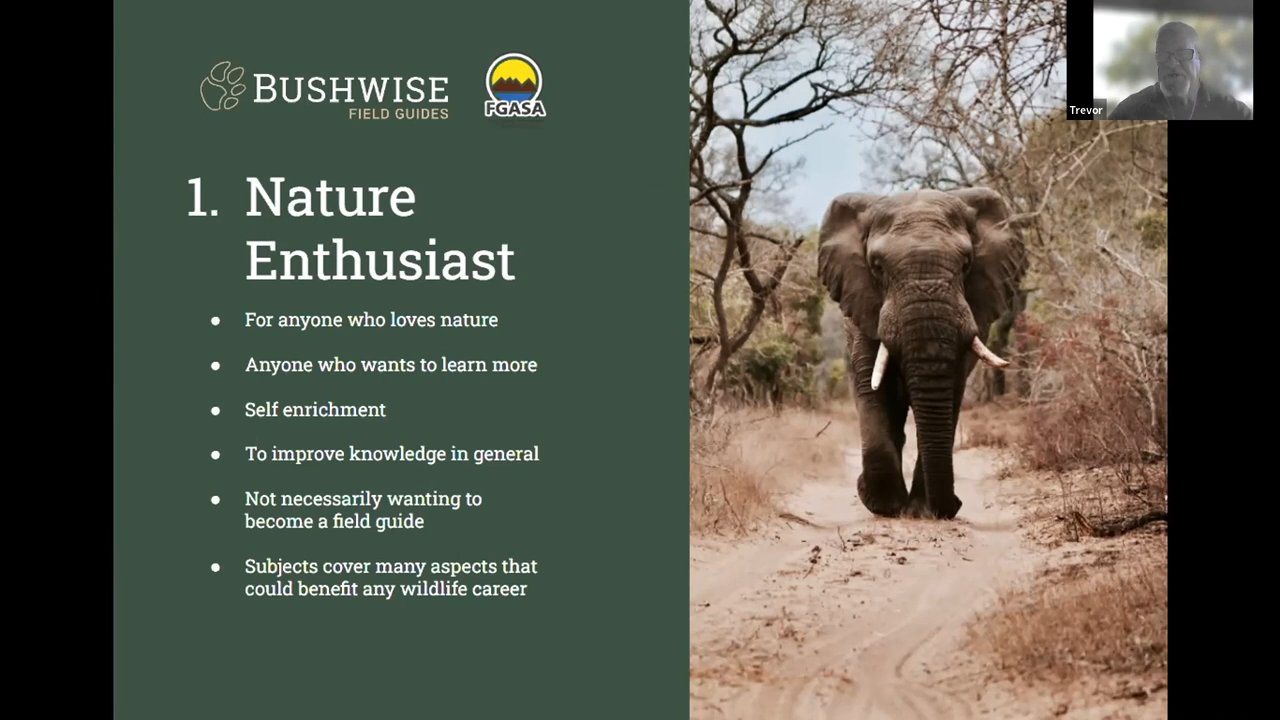 BUSHWISE
FIELD GUIDES
FGASA
Trevor
1. Nature
Enthusiast
● For anyone who loves nature
● Anyone who wants to learn more
● Self enrichment
● To improve knowledge in general
● Not necessarily wanting to
become a field guide
● Subjects cover many aspects that
could benefit any wildlife career